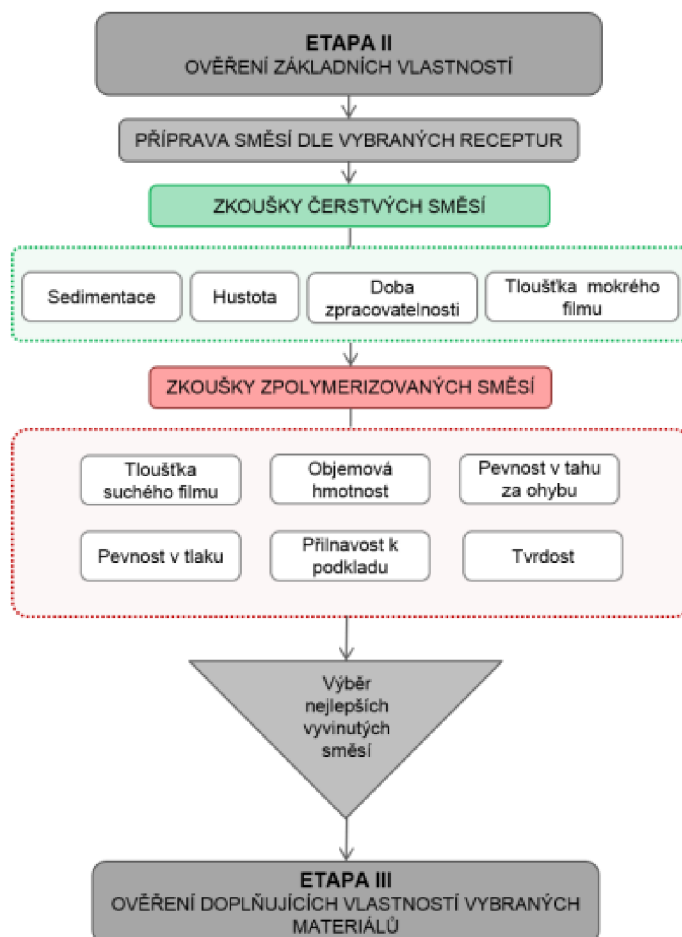 ETAPA II
OVĚŘENÍ ZÁKLADNÍCH VLASTNOSTÍ
PŘÍPRAVA SMĚSÍ DLE VYBRANÝCH RECEPTUR
ZKOUŠKY ČERSTVÝCH SMĚSÍ
Sedimentace
Hustota
Doba
zpracovatelnosti
Tloušťka mokrého
filmu
ZKOUŠKY ZPOLYMERIZOVANÝCH SMĚSÍ
Tloušťka
suchého filmu
Objemová
hmotnost
Pevnost v tahu
za ohybu
Pevnost v tlaku
Přilnavost k
podkladu
Tvrdost
Výběr
nejlepších
vyvinutých
směsí
ETAPA III
OVĚŘENÍ DOPLŇUJÍCÍCH VLASTNOSTÍ VYBRANÝCH
MATERIÁLŮ